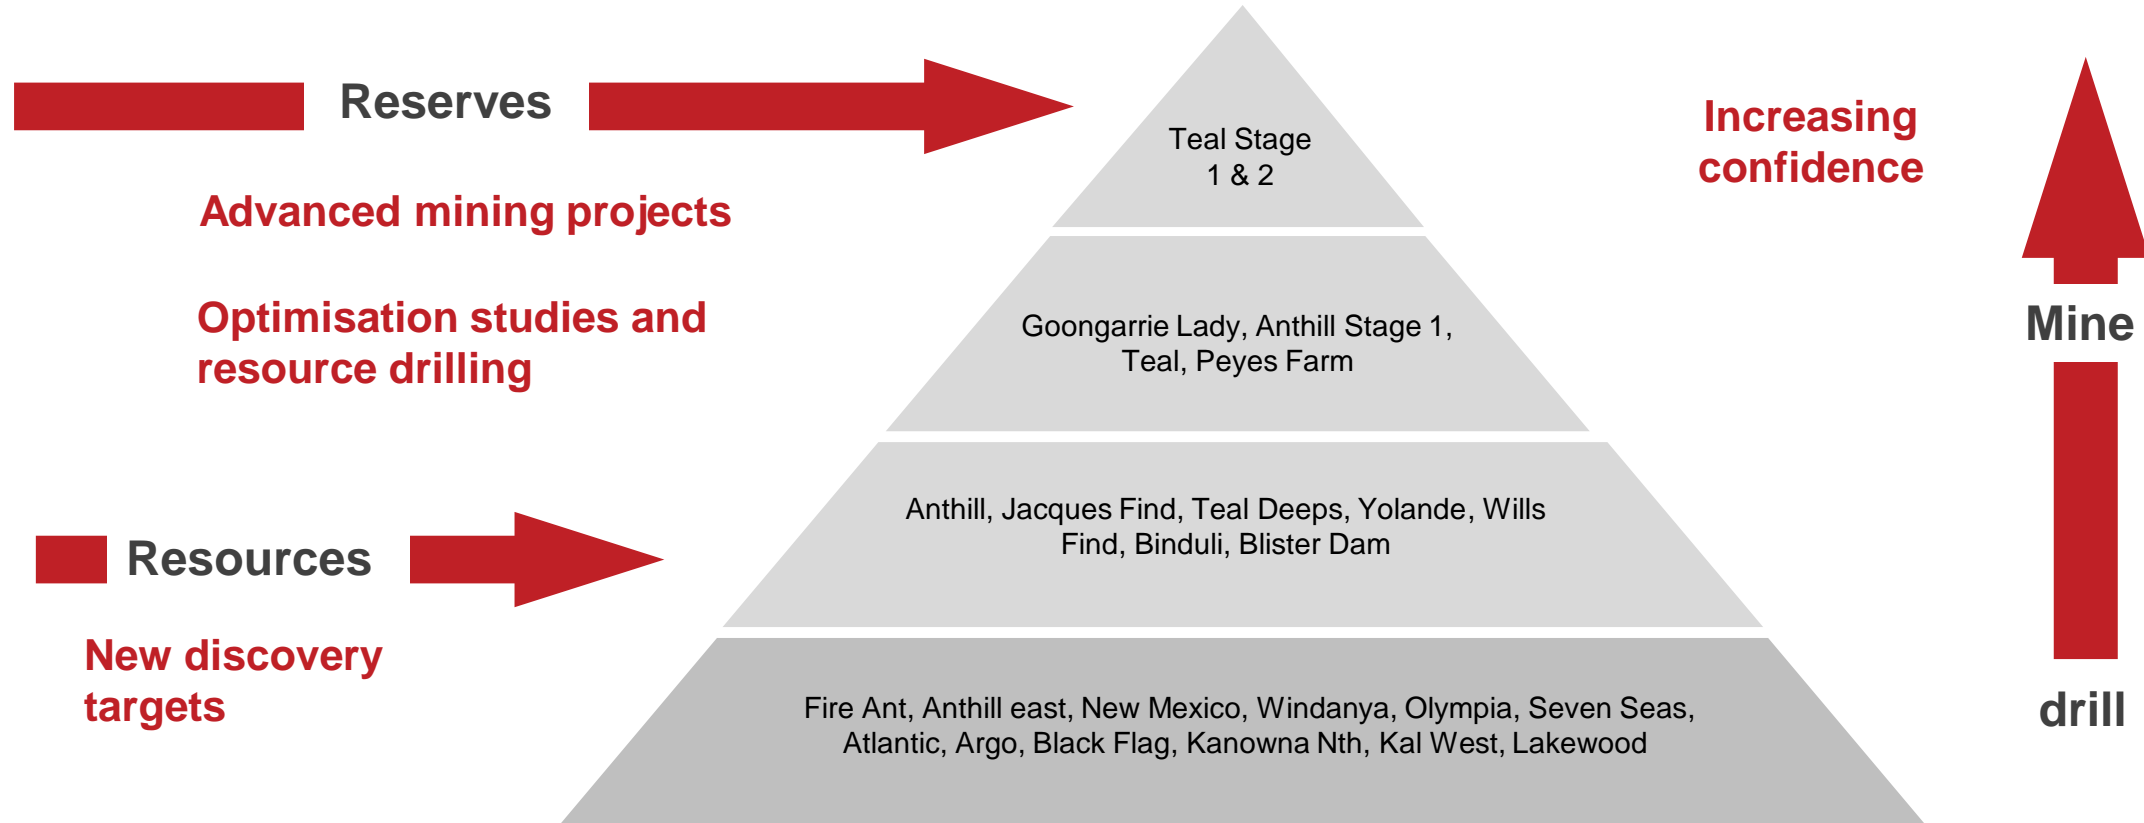 Reserves
Advanced mining projects
Optimisation studies and
resource drilling
Resources
New discovery
targets
Teal Stage
1 & 2
Goongarrie Lady, Anthill Stage 1,
Teal, Peyes Farm
Anthill, Jacques Find, Teal Deeps, Yolande, Wills
Find, Binduli, Blister Dam
Fire Ant, Anthill east, New Mexico, Windanya, Olympia, Seven Seas,
Atlantic, Argo, Black Flag, Kanowna Nth, Kal West, Lakewood
Increasing
confidence
Mine
drill